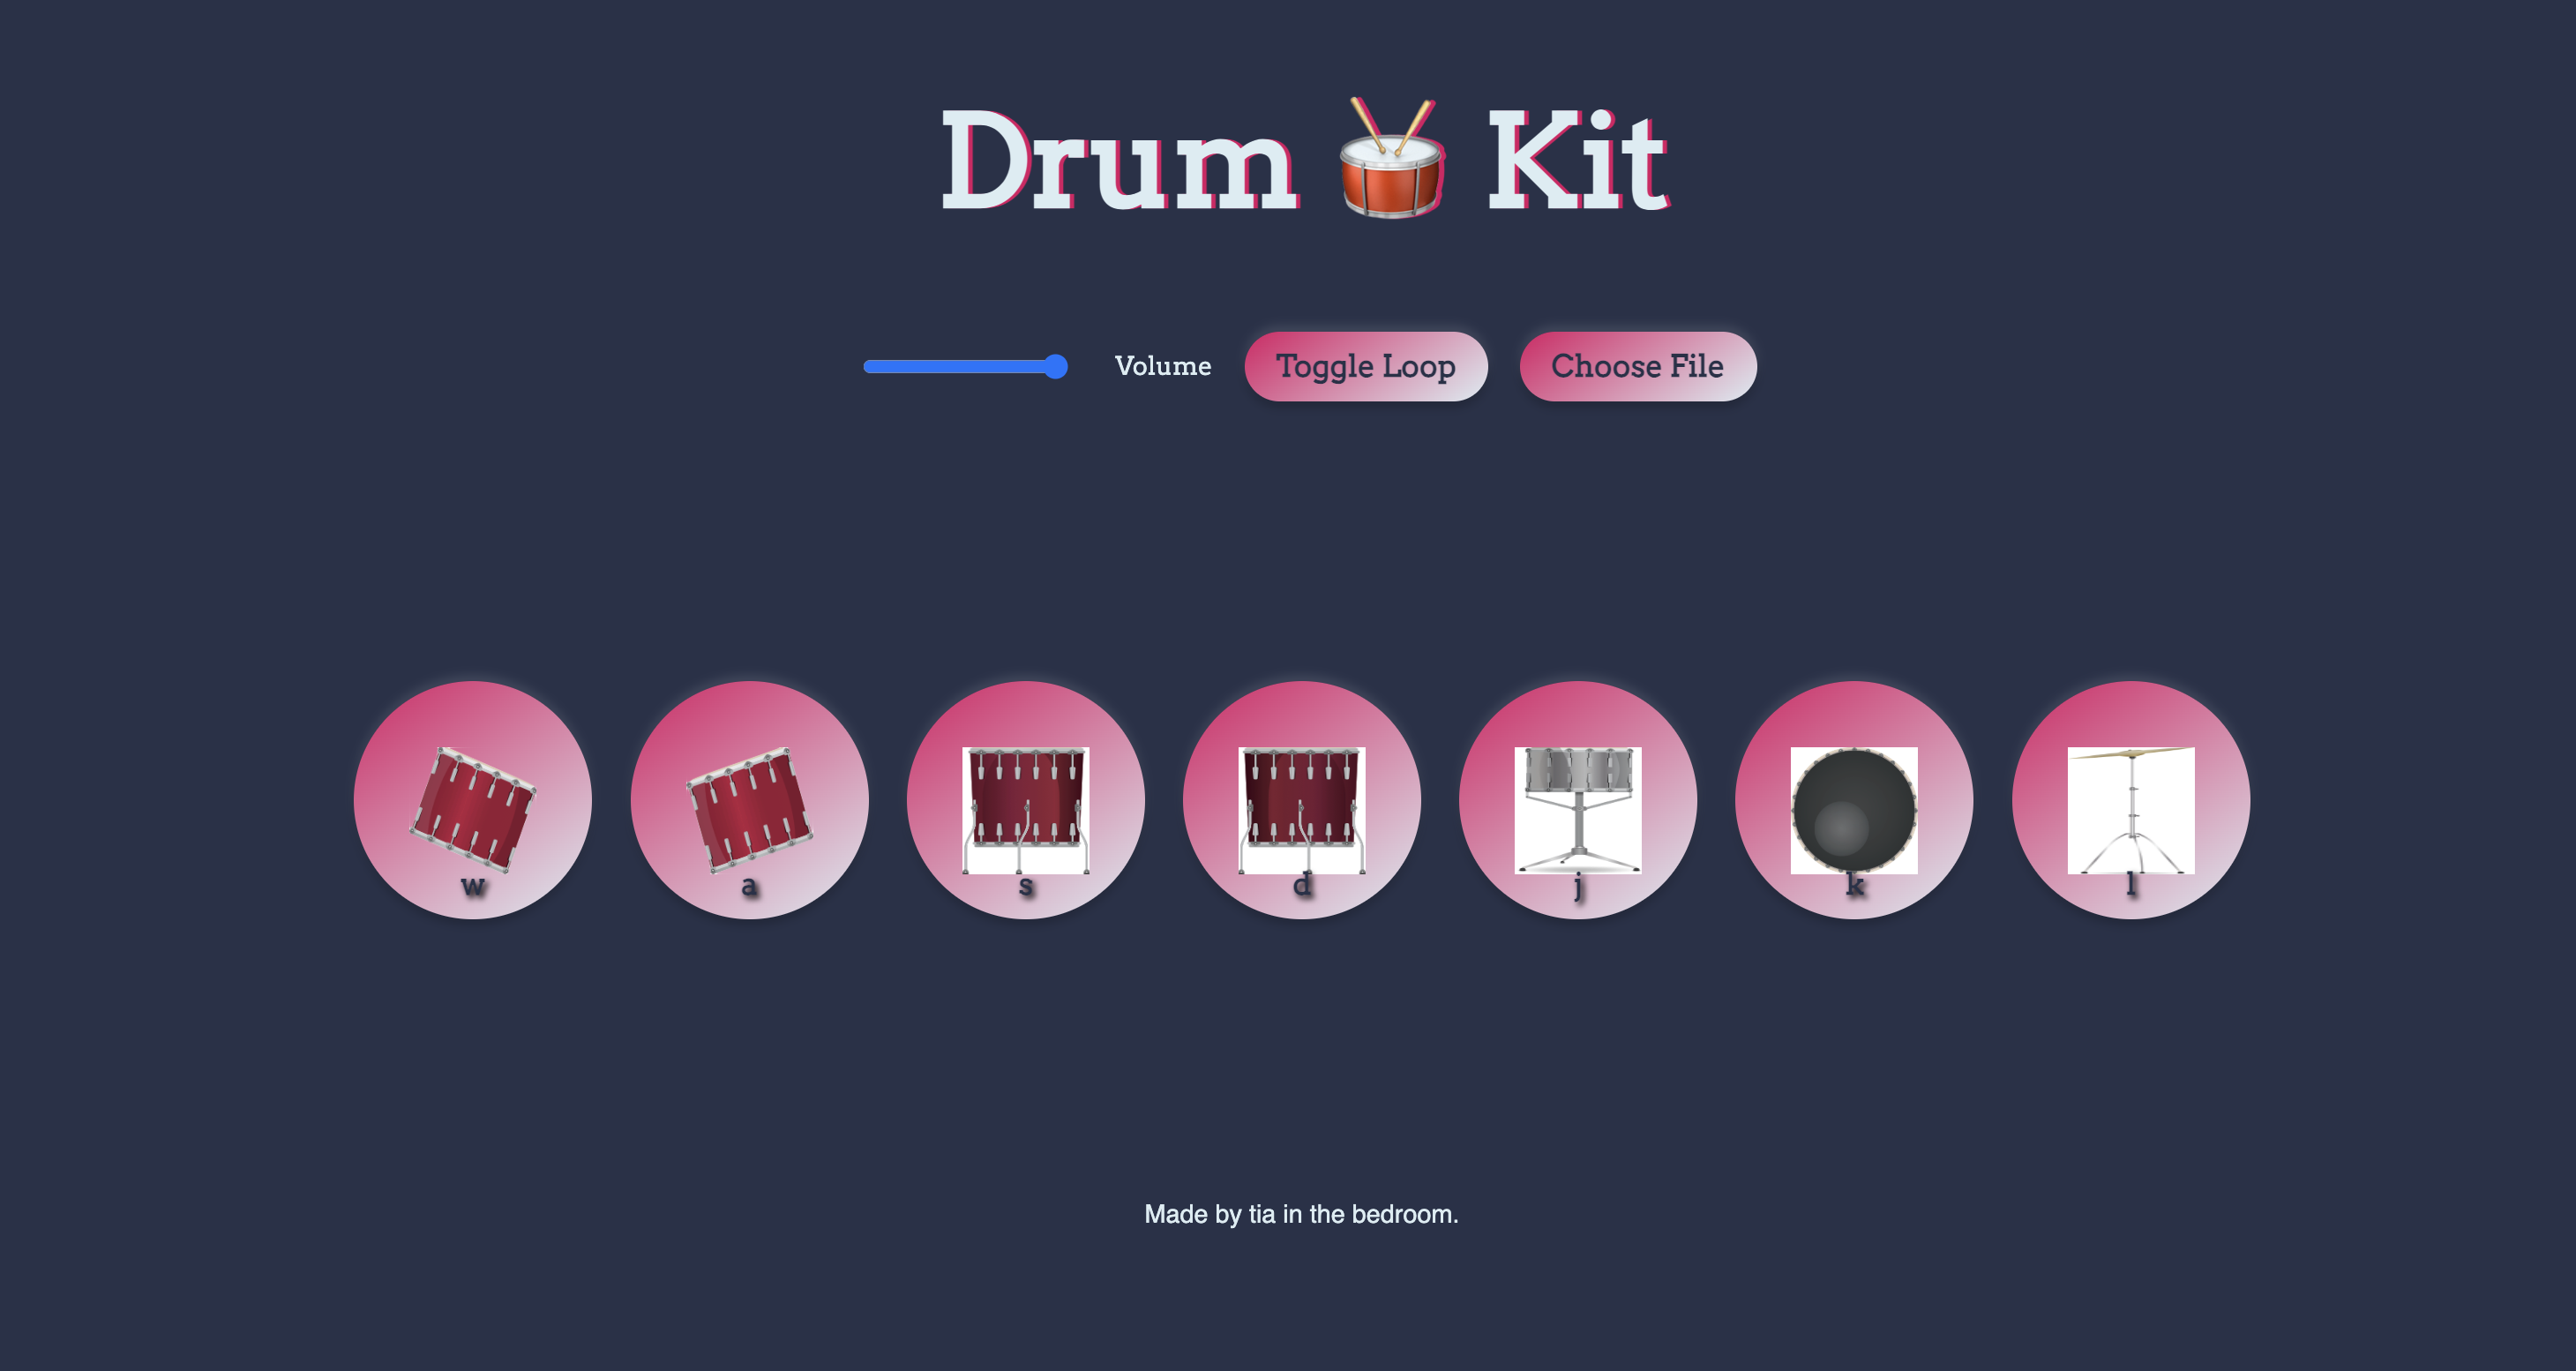 Drum 🥁 Kit
Volume Toggle Loop Choose File
w a s d j k l
Made by tia in the bedroom.